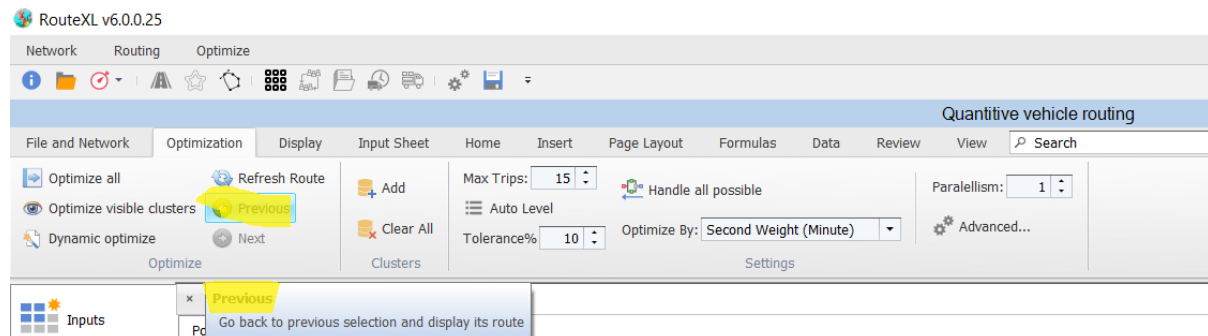 RouteXL v6.0.0.25
Network Routing Optimize
Quantitive vehicle routing
File and Network Optimization Display Input Sheet Home Insert Page Layout Formulas Data Review View Search
Optimize all Refresh Route Add Max Trips: 15 Handle all possible Paralellism: 1
Optimize visible clusters Previous Auto Level
Dynamic optimize Next Clear All Tolerance% 10 Optimize By: Second Weight (Minute) Advanced...
Optimize Clusters Settings
× Previous
Inputs Po Go back to previous selection and display its route